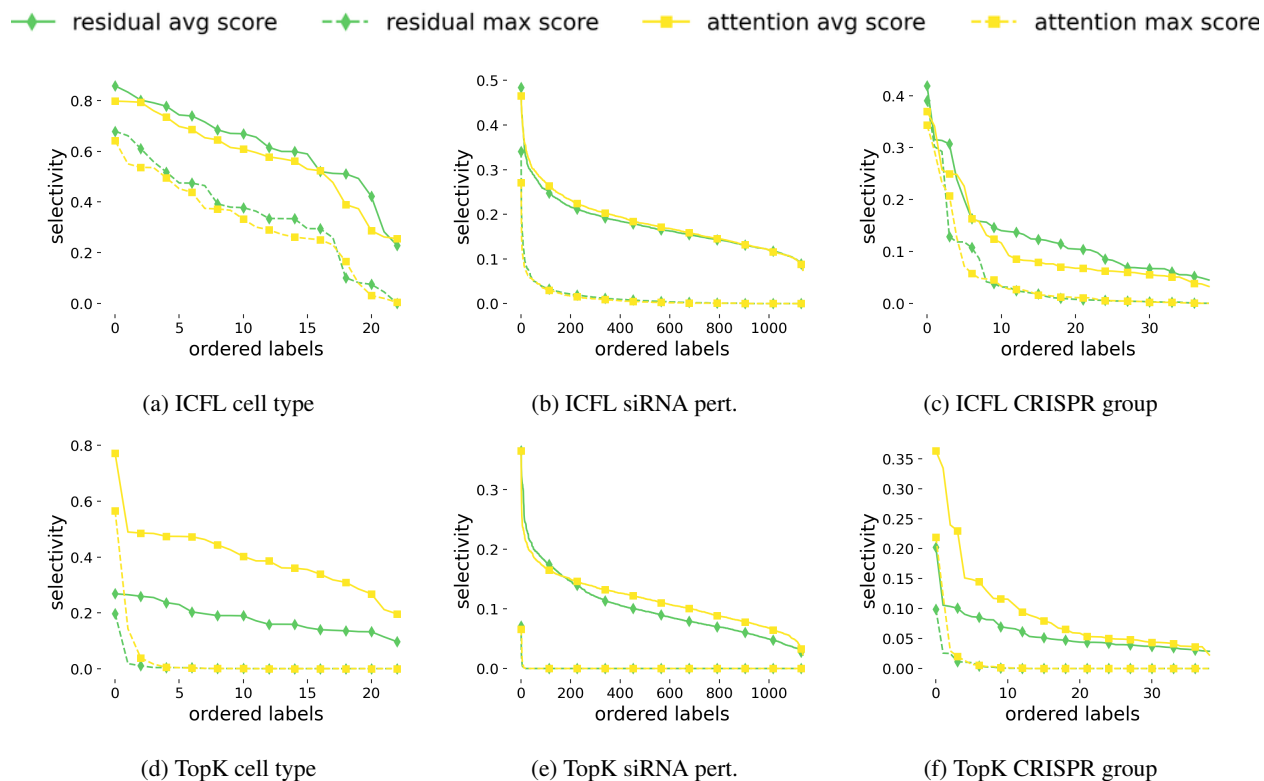 residual avg score residual max score attention avg score attention max score
0.8
0.6
0.4
0.2
0.0
selectivity
0 5 10 15 20
ordered labels
(a) ICFL cell type
0.5
0.4
0.3
0.2
0.1
0.0
selectivity
0 200 400 600 800 1000
ordered labels
(b) ICFL siRNA pert.
0.4
0.3
0.2
0.1
0.0
selectivity
0 10 20 30
ordered labels
(c) ICFL CRISPR group
0.8
0.6
0.4
0.2
0.0
selectivity
0 5 10 15 20
ordered labels
(d) TopK cell type
0.3
0.2
0.1
0.0
selectivity
0 200 400 600 800 1000
ordered labels
(e) TopK siRNA pert.
0.35
0.30
0.25
0.20
0.15
0.10
0.05
0.00
selectivity
0 10 20 30
ordered labels
(f) TopK CRISPR group